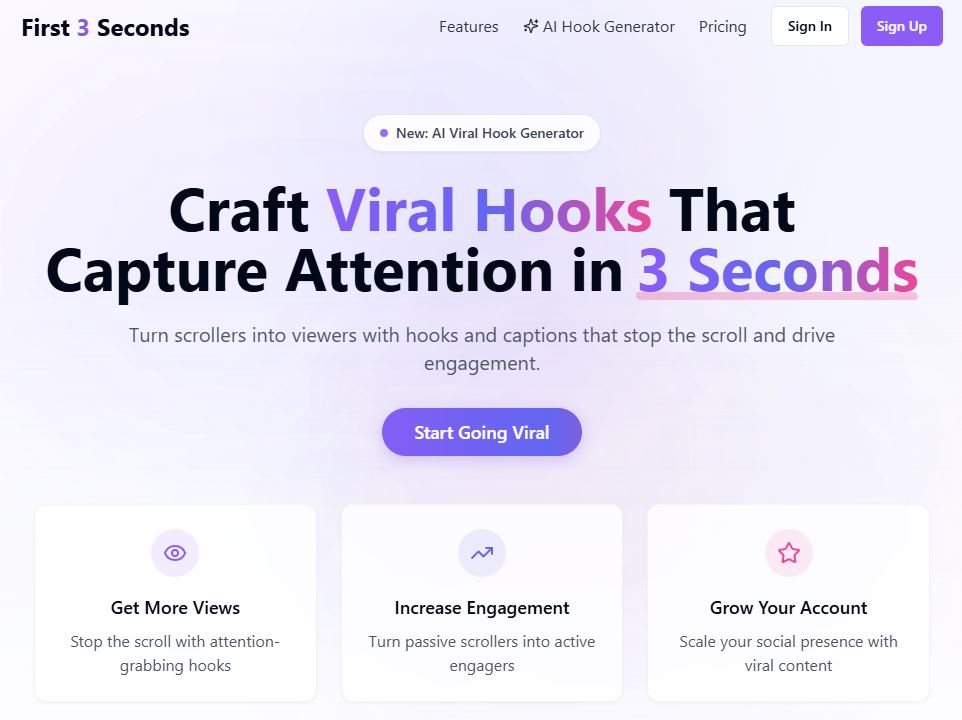 First 3 Seconds
Features
AI Hook Generator
Pricing
Sign In
Sign Up
New: AI Viral Hook Generator
Craft Viral Hooks That
Capture Attention in 3 Seconds
Turn scrollers into viewers with hooks and captions that stop the scroll and drive
engagement.
Start Going Viral
Get More Views
Stop the scroll with attention-
grabbing hooks
Increase Engagement
Turn passive scrollers into active
engagers
Grow Your Account
Scale your social presence with
viral content